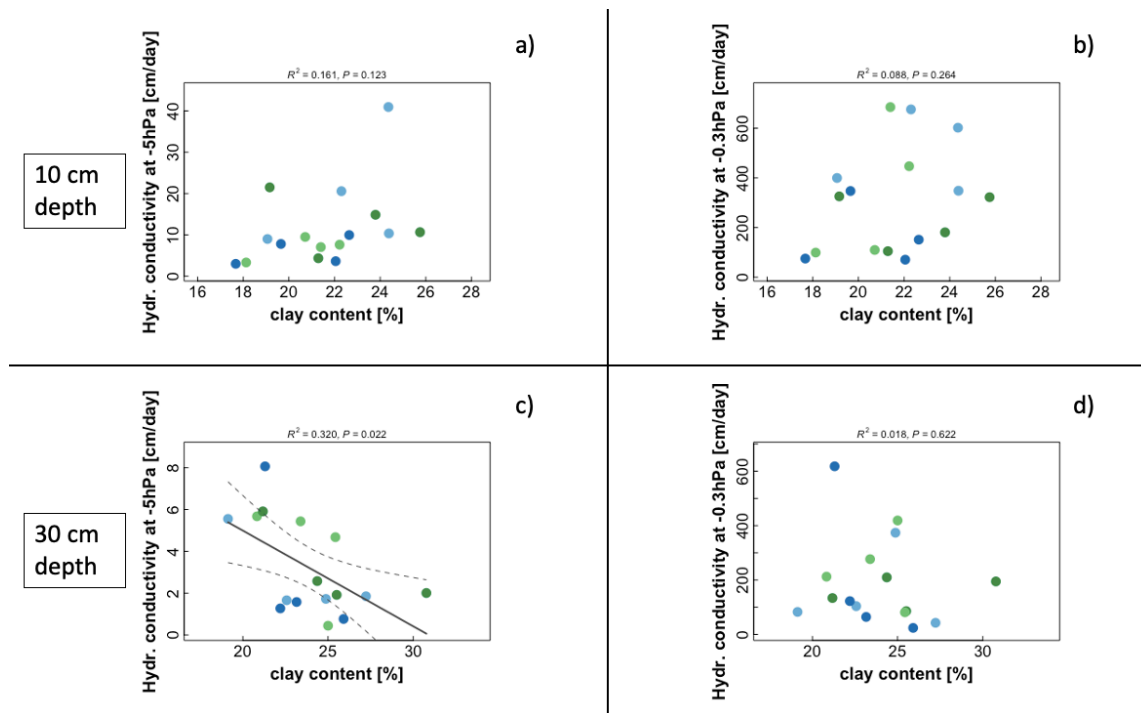 a)
R² = 0.161, P = 0.123
Hydr. conductivity at -5hPa [cm/day]
0 10 20 30 40
16 18 20 22 24 26 28
clay content [%]
b)
R² = 0.088, P = 0.264
Hydr. conductivity at -0.3hPa [cm/day]
0 200 400 600
16 18 20 22 24 26 28
clay content [%]
10 cm
depth
c)
R² = 0.320, P = 0.022
Hydr. conductivity at -5hPa [cm/day]
0 2 4 6 8
20 25 30
clay content [%]
d)
R² = 0.018, P = 0.622
Hydr. conductivity at -0.3hPa [cm/day]
0 200 400 600
20 25 30
clay content [%]
30 cm
depth